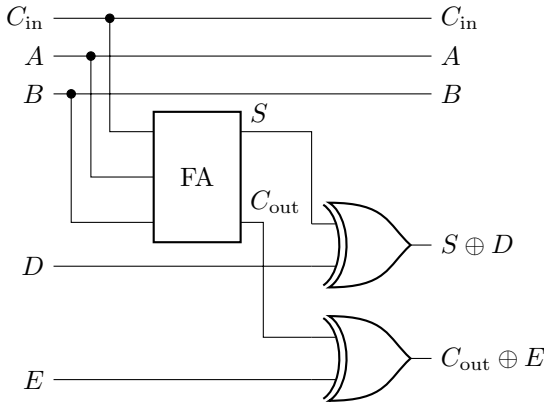 C_in C_in
A A
B B
S
FA
C_out
D S ⊕ D
E C_out ⊕ E